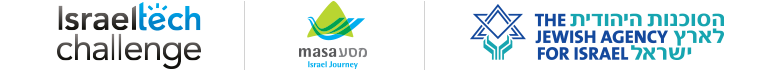 Israeltech
challenge
masa מסע
Israel Journey
THE הסוכנות היהודית
JEWISH AGENCY לארץ
FOR ISRAEL ישראל